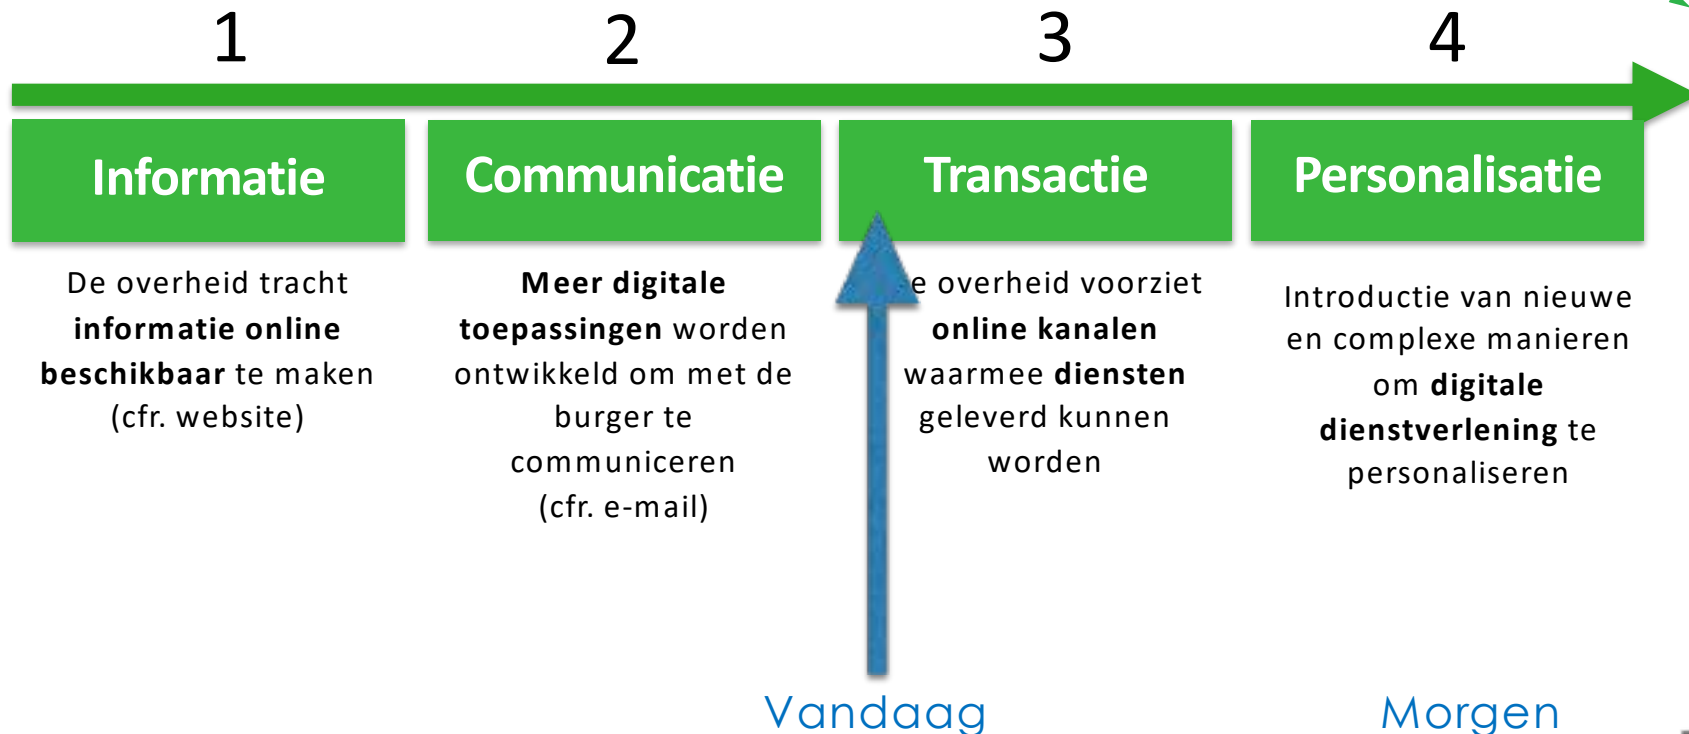 1
2
3
4
Informatie
Communicatie
Transactie
Personalisatie
De overheid tracht
informatie online
beschikbaar te maken
(cfr. website)
Meer digitale
toepassingen worden
ontwikkeld om met de
burger te
communiceren
(cfr. e-mail)
e overheid voorziet
online kanalen
waarmee diensten
geleverd kunnen
worden
Introductie van nieuwe
en complexe manieren
om digitale
dienstverlening te
personaliseren
Vandaag
Morgen